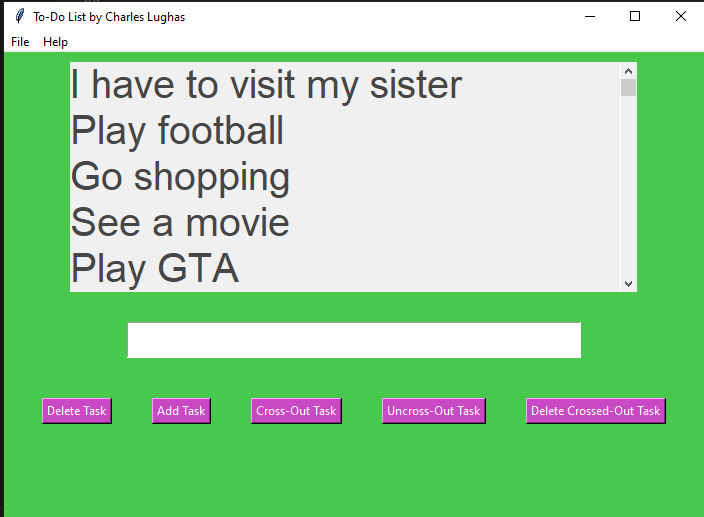 To-Do List by Charles Lughas
File Help
I have to visit my sister
Play football
Go shopping
See a movie
Play GTA
Delete Task Add Task Cross-Out Task Uncross-Out Task Delete Crossed-Out Task